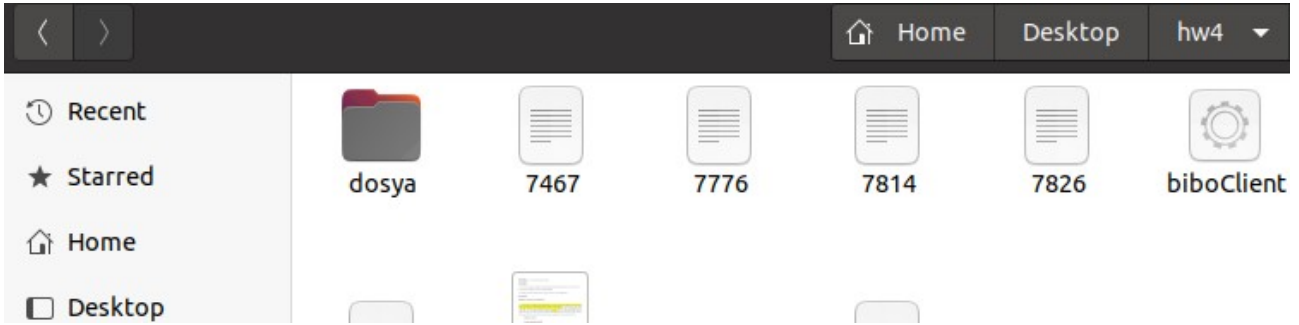 Home Desktop hw4
Recent
Starred
Home
Desktop
dosya 7467 7776 7814 7826 biboClient